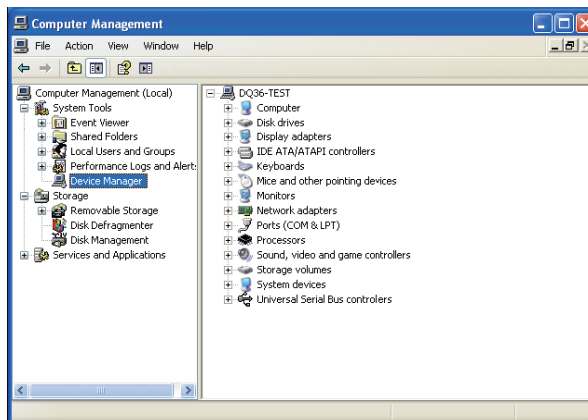 Computer Management
File Action View Window Help
Computer Management (Local)
System Tools
Event Viewer
Shared Folders
Local Users and Groups
Performance Logs and Alert
Device Manager
Storage
Removable Storage
Disk Defragmenter
Disk Management
Services and Applications
DQ36-TEST
Computer
Disk drives
Display adapters
IDE ATA/ATAPI controllers
Keyboards
Mice and other pointing devices
Monitors
Network adapters
Ports (COM & LPT)
Processors
Sound, video and game controllers
Storage volumes
System devices
Universal Serial Bus controlers